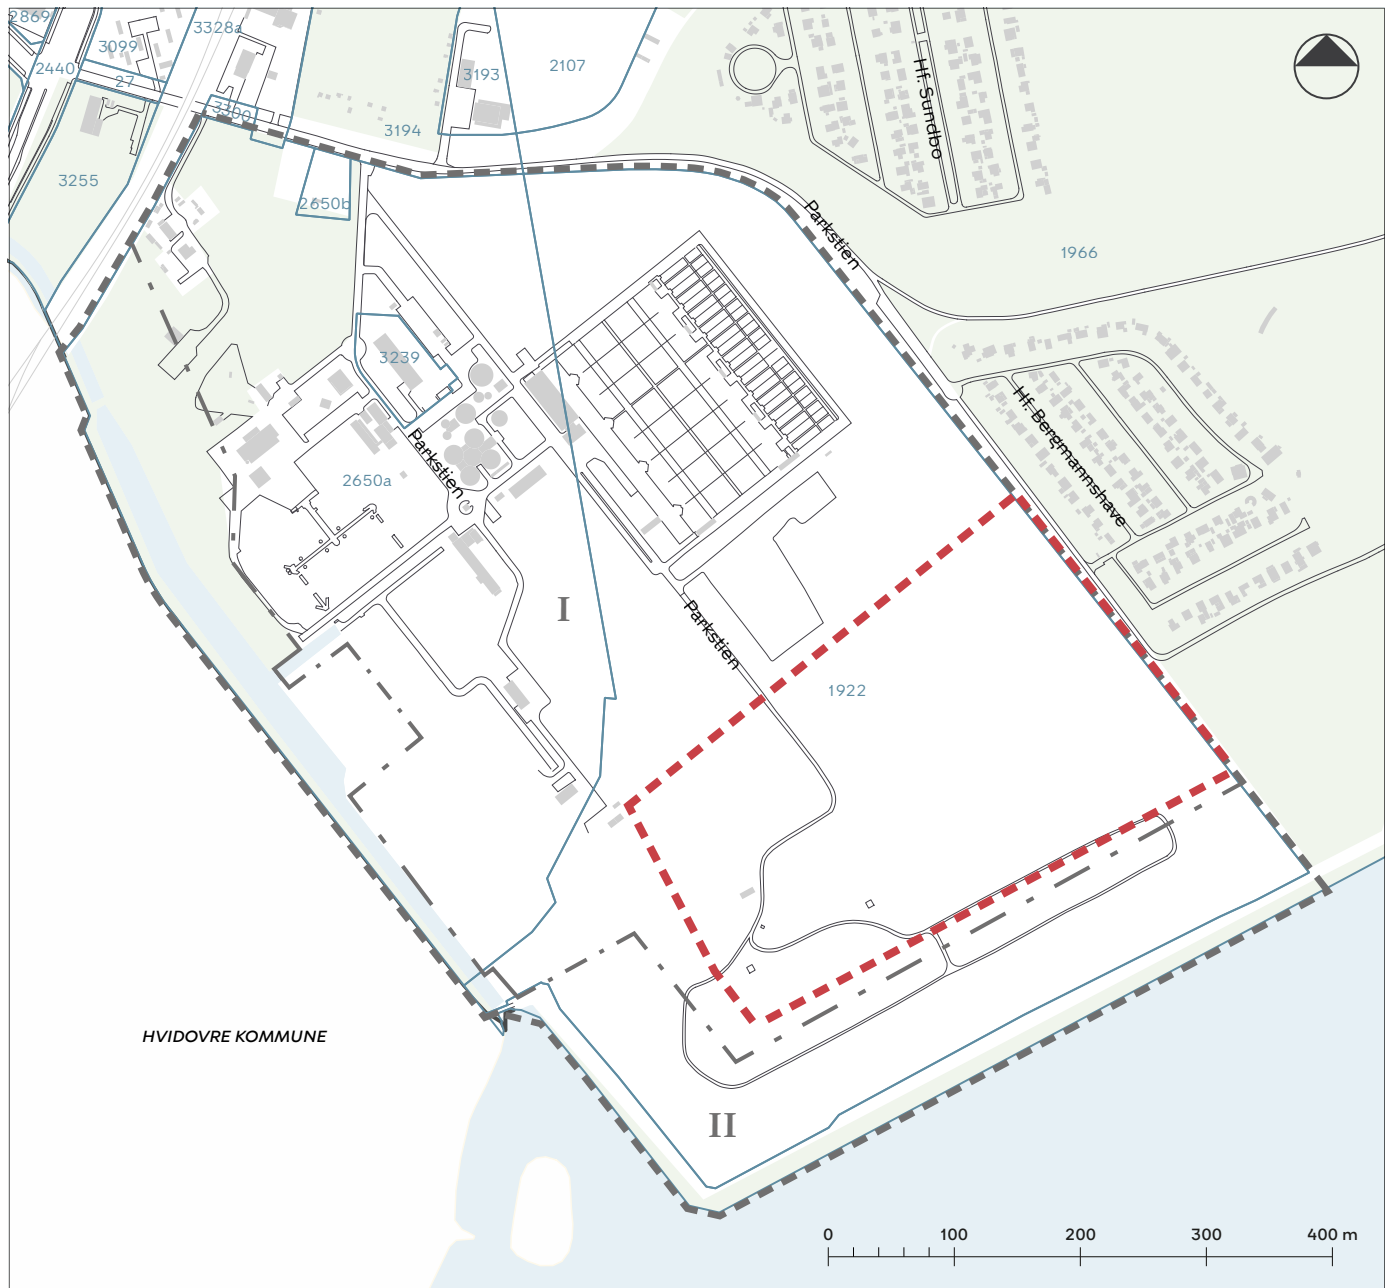 2869
3328a
3099
2440
27
3300
3193
2107
3194
Hf. Sundbo
3255
2650b
Parkstien
1966
3239
Hf. Bergmannshave
Parkstien
2650a
I
Parkstien
1922
HVIDOVRE KOMMUNE
II
0 100 200 300 400 m